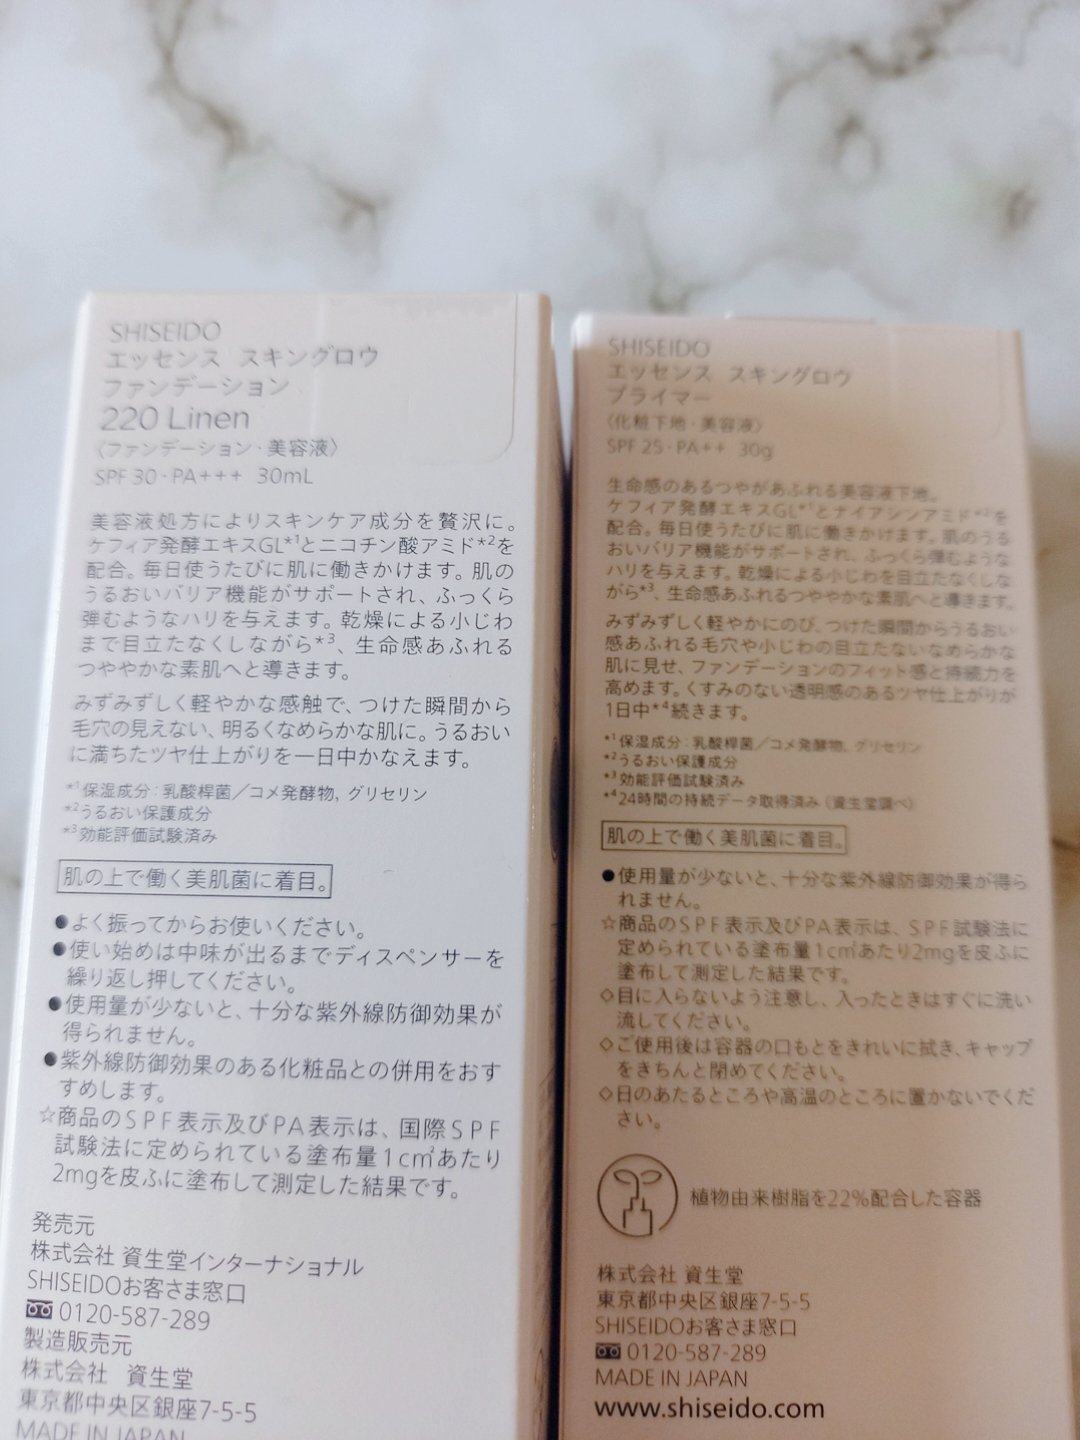 SHISEIDO
エッセンス スキングロウ
ファンデーション
220 Linen
〈ファンデーション・美容液〉
SPF 30・PA+++ 30mL
美容液処方によりスキンケア成分を贅沢に。
ケフィア発酵エキスGL*1とニコチン酸アミド*2を
配合。毎日使うたびに肌に働きかけます。肌の
うるおいバリア機能がサポートされ、ふっくら
弾むようなハリを与えます。乾燥による小じわ
まで目立たなくしながら*3、生命感あふれる
つややかな素肌へと導きます。
みずみずしく軽やかな感触で、つけた瞬間から
毛穴の見えない、明るくなめらかな肌に。うるおい
に満ちたツヤ仕上がりを一日中かなえます。
*1保湿成分：乳酸桿菌／コメ発酵物, グリセリン
*2うるおい保護成分
*3効能評価試験済み
肌の上で働く美肌菌に着目。
●よく振ってからお使いください。
●使い始めは中味が出るまでディスペンサーを
繰り返し押してください。
●使用量が少ないと、十分な紫外線防御効果が
得られません。
●紫外線防御効果のある化粧品との併用をおす
すめします。
☆商品のSPF表示及びPA表示は、国際SPF
試験法に定められている塗布量1c㎡あたり
2mgを皮ふに塗布して測定した結果です。
発売元
株式会社 資生堂インターナショナル
SHISEIDOお客さま窓口
0120-587-289
製造販売元
株式会社 資生堂
東京都中央区銀座7-5-5
MADE IN JAPAN
SHISEIDO
エッセンス スキングロウ
プライマー
〈化粧下地・美容液〉
SPF 25・PA++ 30g
生命感のあるつやがあふれる美容液下地。
ケフィア発酵エキスGL*1とナイアシンアミド*2を
配合。毎日使うたびに肌に働きかけます。肌のうる
おいバリア機能がサポートされ、ふっくら弾むような
ハリを与えます。乾燥による小じわを目立たなくしな
がら*3、生命感あふれるつややかな素肌へと導きます。
みずみずしく軽やかにのび、つけた瞬間からうるおい
感あふれる毛穴や小じわの目立たないなめらかな
肌に見せ、ファンデーションのフィット感と持続力を
高めます。くすみのない透明感のあるツヤ仕上がりが
1日中*4続きます。
*1保湿成分：乳酸桿菌／コメ発酵物, グリセリン
*2うるおい保護成分
*3効能評価試験済み
*4 24時間の持続データ取得済み（資生堂調べ）
肌の上で働く美肌菌に着目。
●使用量が少ないと、十分な紫外線防御効果が得ら
れません。
☆商品のSPF表示及びPA表示は、SPF試験法に
定められている塗布量1c㎡あたり2mgを皮ふに
塗布して測定した結果です。
◇目に入らないよう注意し、入ったときはすぐに洗い
流してください。
◇ご使用後は容器の口もとをきれいに拭き、キャップ
をきちんと閉めてください。
◇日のあたるところや高温のところに置かないでくだ
さい。
植物由来樹脂を22%配合した容器
株式会社 資生堂
東京都中央区銀座7-5-5
SHISEIDOお客さま窓口
0120-587-289
MADE IN JAPAN
www.shiseido.com